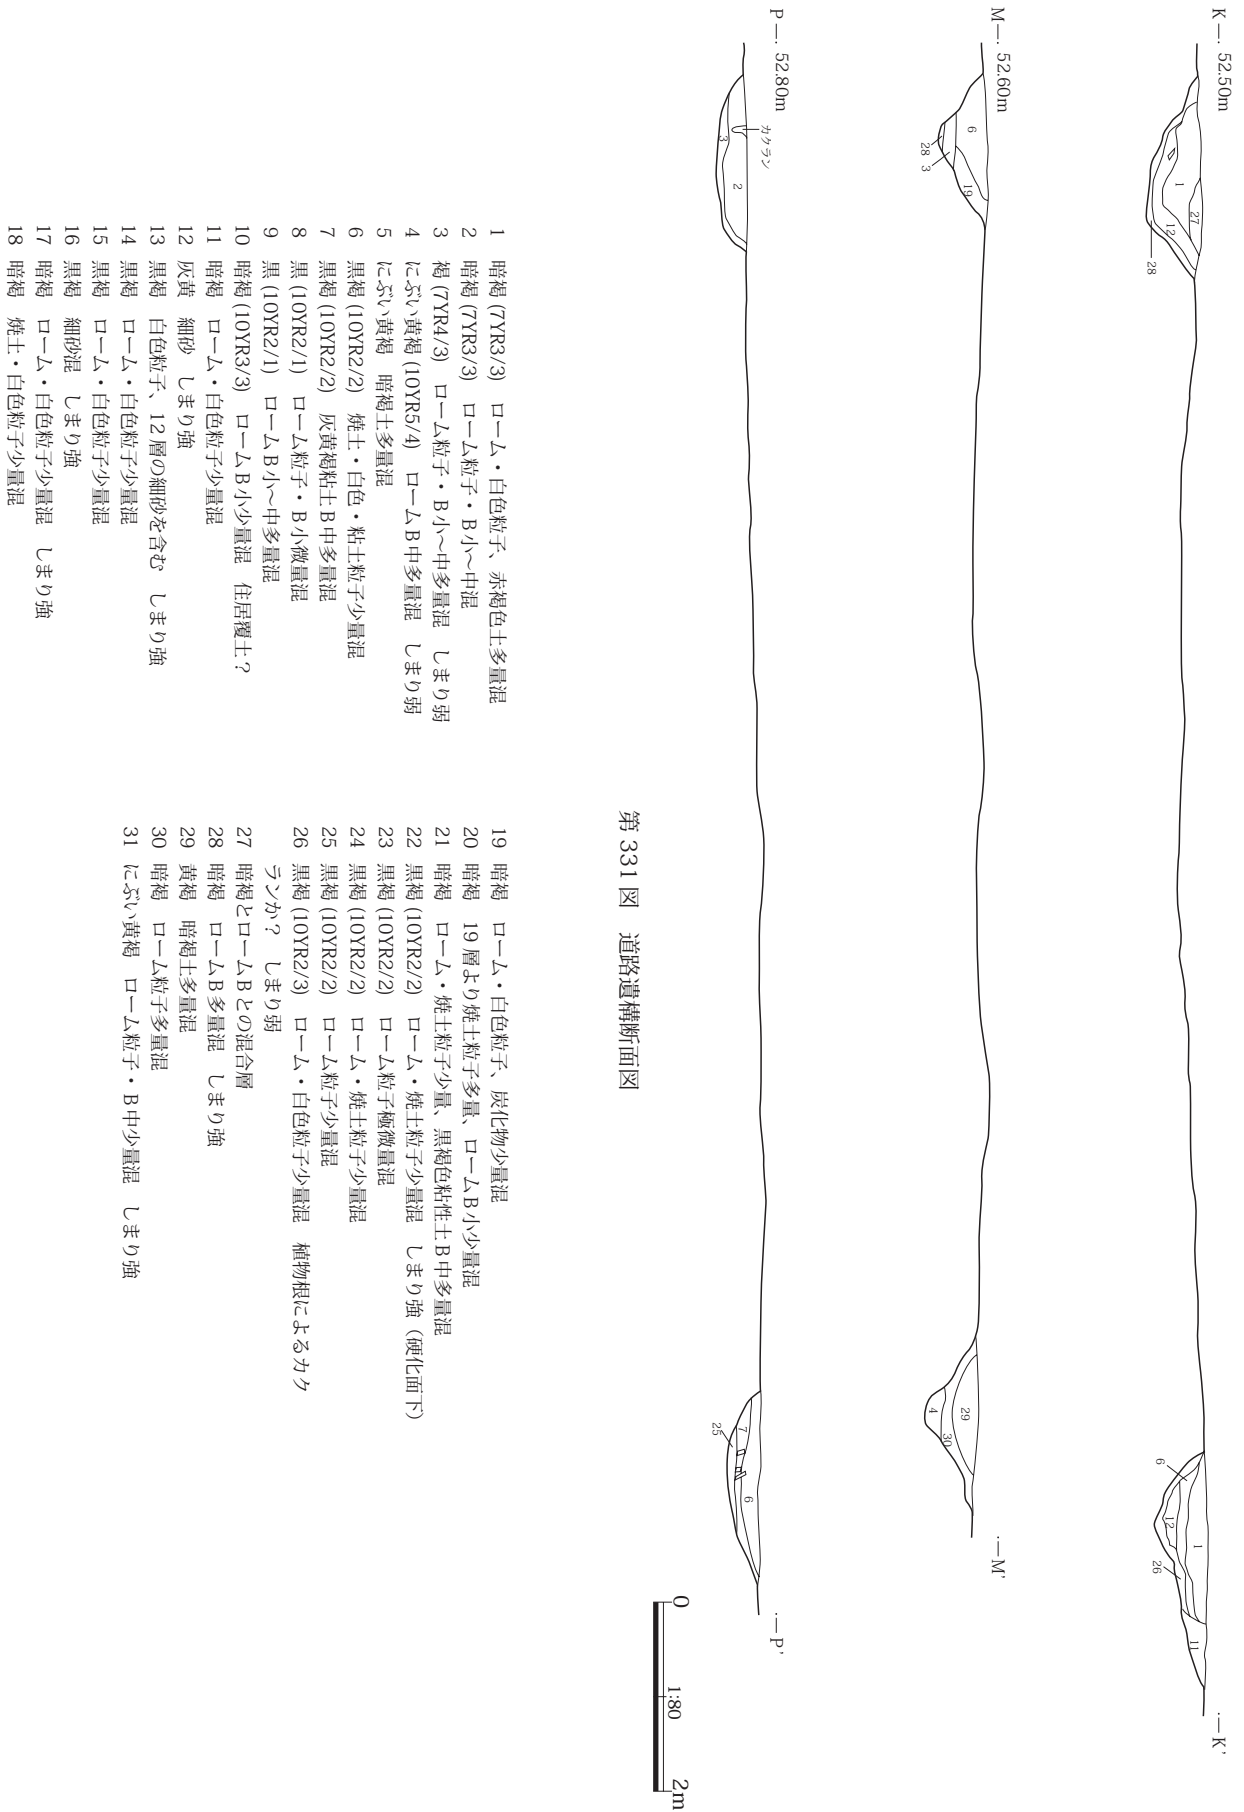 K —. 52.50m
1
27
12
28
6
12
1
26
11
.— K'
M —. 52.60m
6
28
3
19
29
4
30
.— M'
P —. 52.80m
カクラン
3
2
7
25
6
.— P'
0
1:80
2m
第 331 図　道路遺構断面図
1　暗褐 (7YR3/3)　ローム・白色粒子、赤褐色土多量混
2　暗褐 (7YR3/3)　ローム粒子・B 小～中混
3　褐 (7YR4/3)　ローム粒子・B 小～中多量混　しまり弱
4　にぶい黄褐 (10YR5/4)　ロームB 中多量混　しまり弱
5　にぶい黄褐　暗褐土多量混
6　黒褐 (10YR2/2)　焼土・白色・粘土粒子少量混
7　黒褐 (10YR2/2)　灰黄褐粘土 B 中多量混
8　黒 (10YR2/1)　ローム粒子・B 小微量混
9　黒 (10YR2/1)　ロームB 小～中多量混
10　暗褐 (10YR3/3)　ロームB 小少量混　住居覆土？
11　暗褐　ローム・白色粒子少量混
12　灰黄　細砂　しまり強
13　黒褐　白色粒子、12 層の細砂を含む　しまり強
14　黒褐　ローム・白色粒子少量混
15　黒褐　ローム・白色粒子少量混
16　黒褐　細砂混　しまり強
17　暗褐　ローム・白色粒子少量混　しまり強
18　暗褐　焼土・白色粒子少量混
19　暗褐　ローム・白色粒子、炭化物少量混
20　暗褐　19 層より焼土粒子多量、ロームB 小少量混
21　暗褐　ローム・焼土粒子少量、黒褐色粘性土 B 中多量混
22　黒褐 (10YR2/2)　ローム・焼土粒子少量混　しまり強（硬化面下）
23　黒褐 (10YR2/2)　ローム粒子極微量混
24　黒褐 (10YR2/2)　ローム・焼土粒子少量混
25　黒褐 (10YR2/2)　ローム粒子少量混
26　黒褐 (10YR2/3)　ローム・白色粒子少量混　植物根によるカク
ランか？　しまり弱
27　暗褐とロームBとの混合層
28　暗褐　ロームB 多量混　しまり強
29　黄褐　暗褐土多量混
30　暗褐　ローム粒子多量混
31　にぶい黄褐　ローム粒子・B 中少量混　しまり強